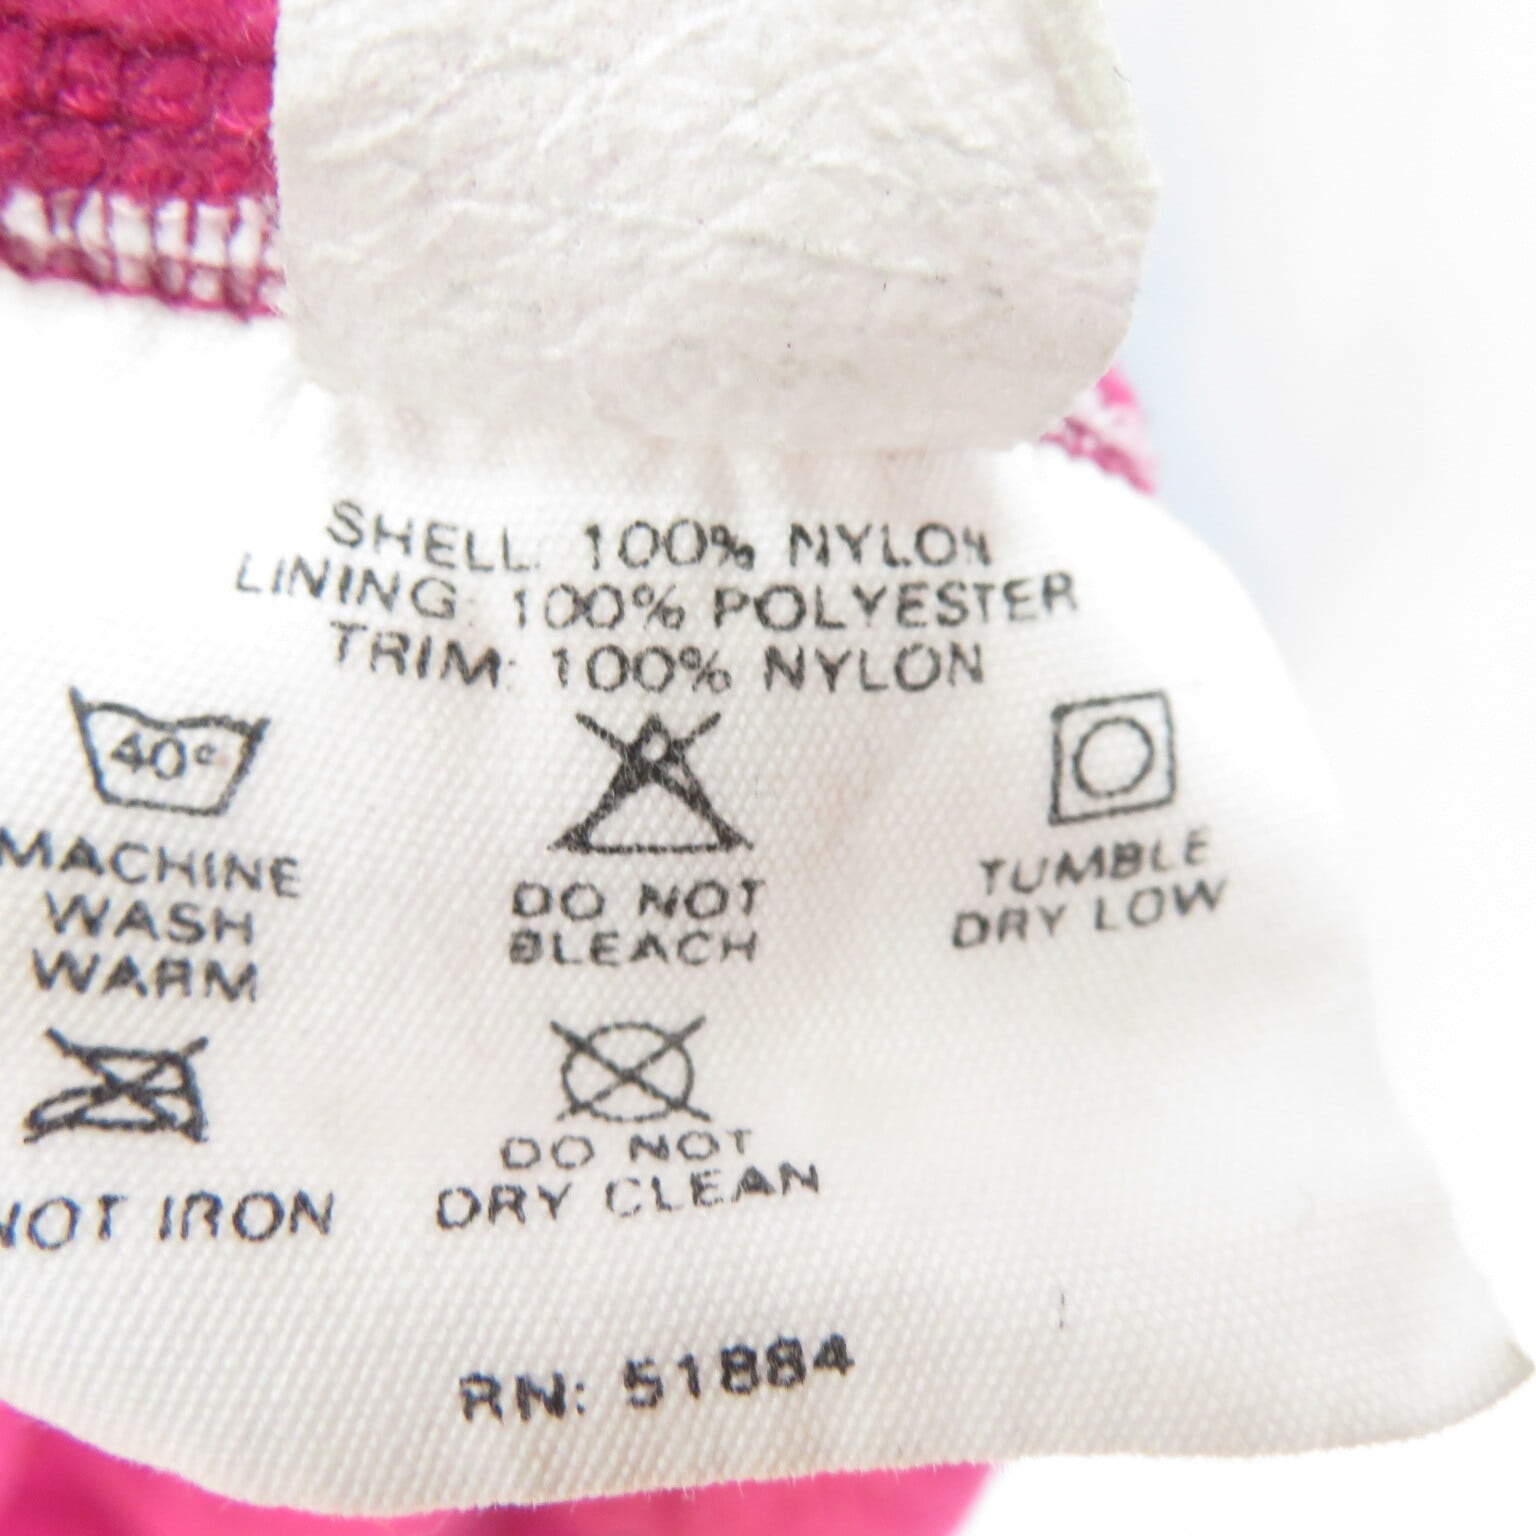 SHELL: 100% NYLON
LINING: 100% POLYESTER
TRIM: 100% NYLON
40c
MACHINE
WASH
WARM
DO NOT
BLEACH
TUMBLE
DRY LOW
NOT IRON
DO NOT
DRY CLEAN
RN: 51884